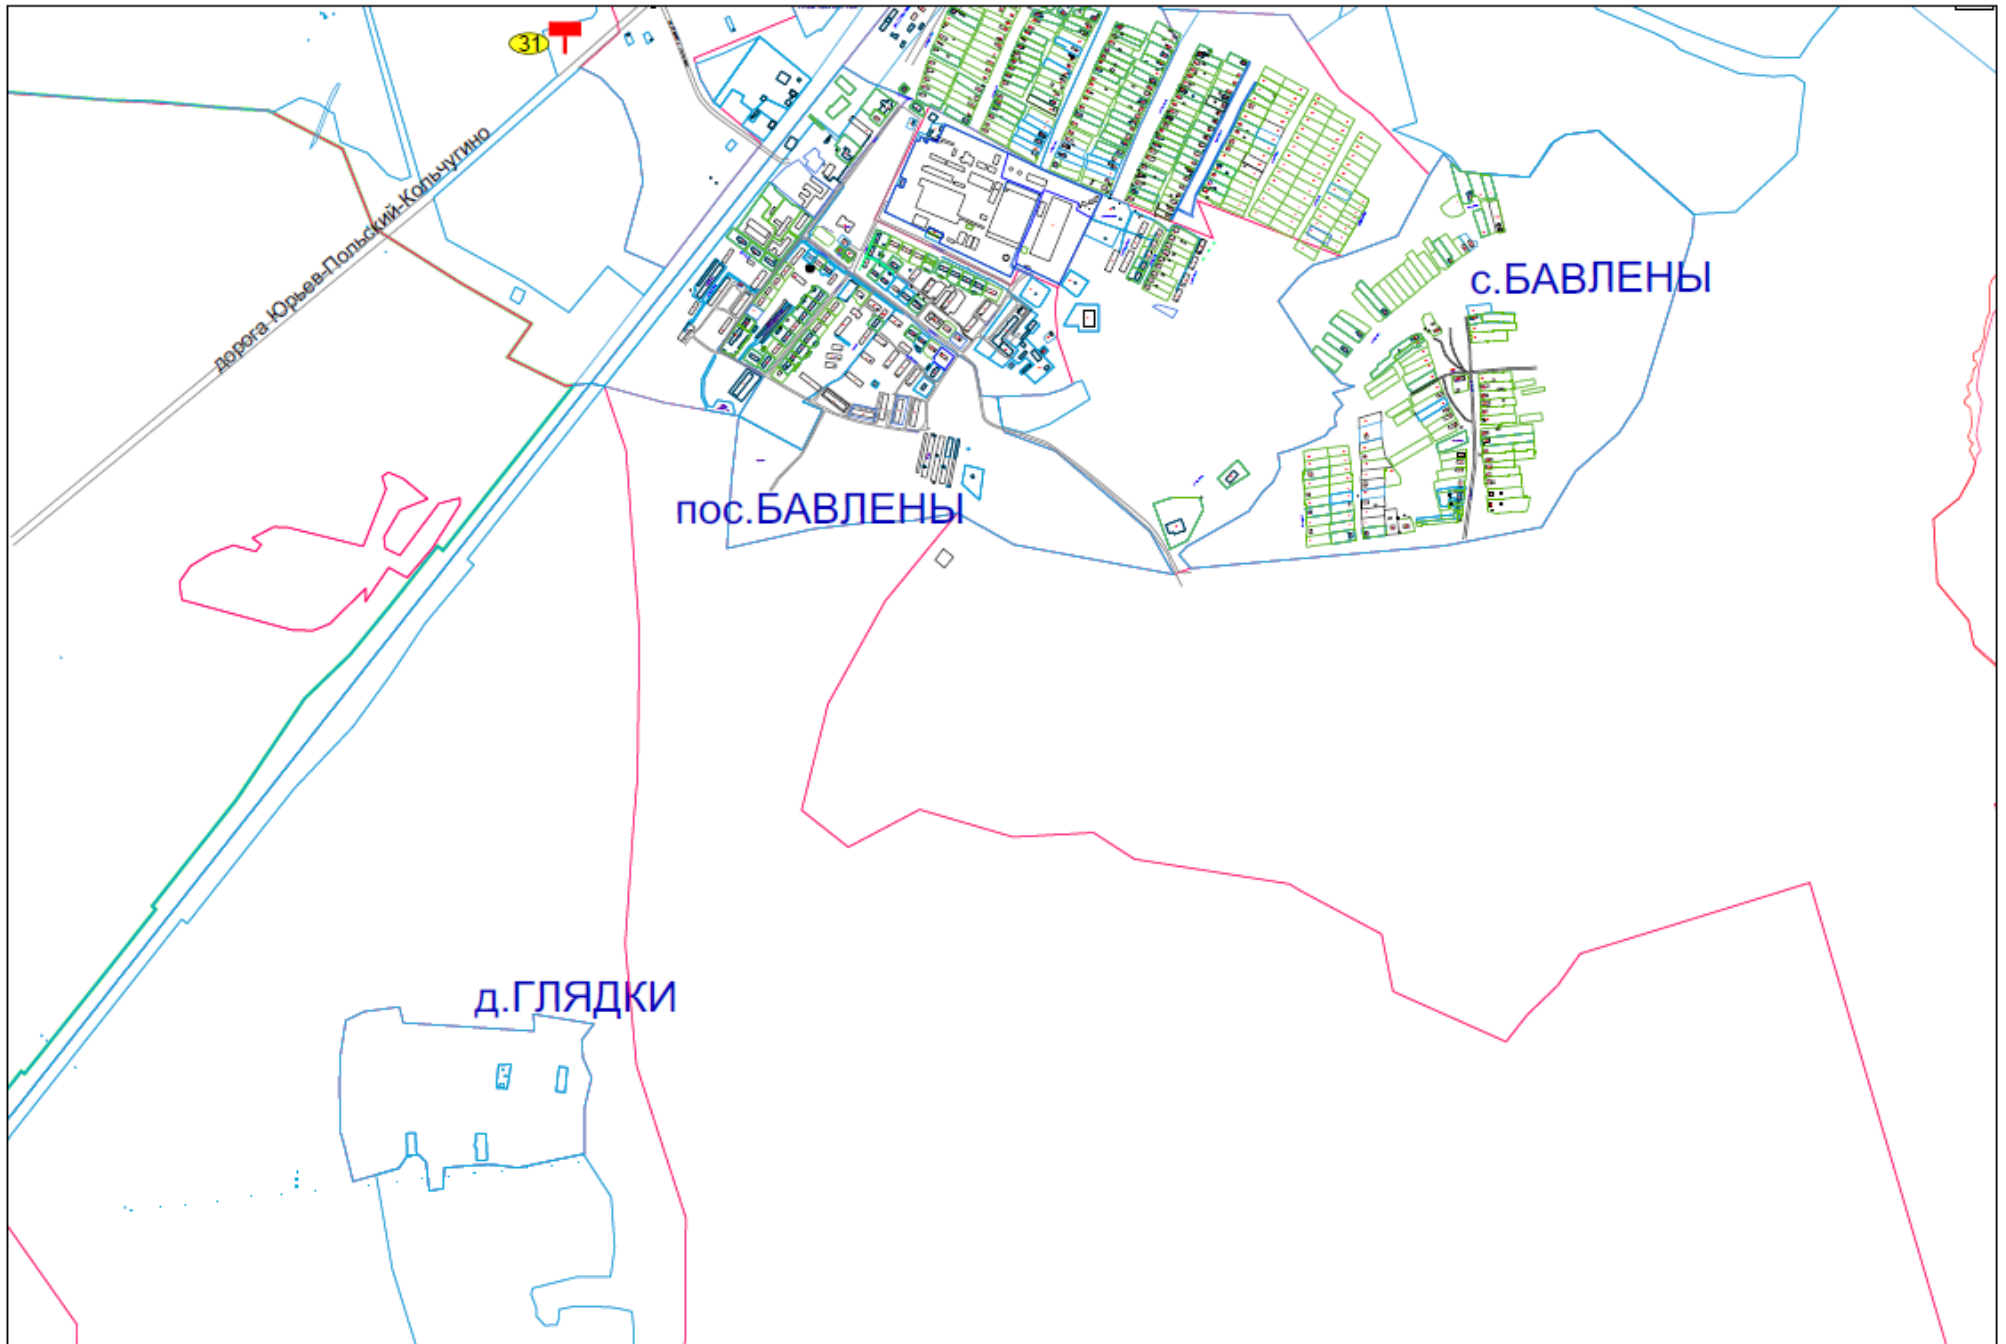 31
дорога Юрьев-Польский-Кольчугино
с.БАВЛЕНЫ
пос.БАВЛЕНЫ
д.ГЛЯДКИ